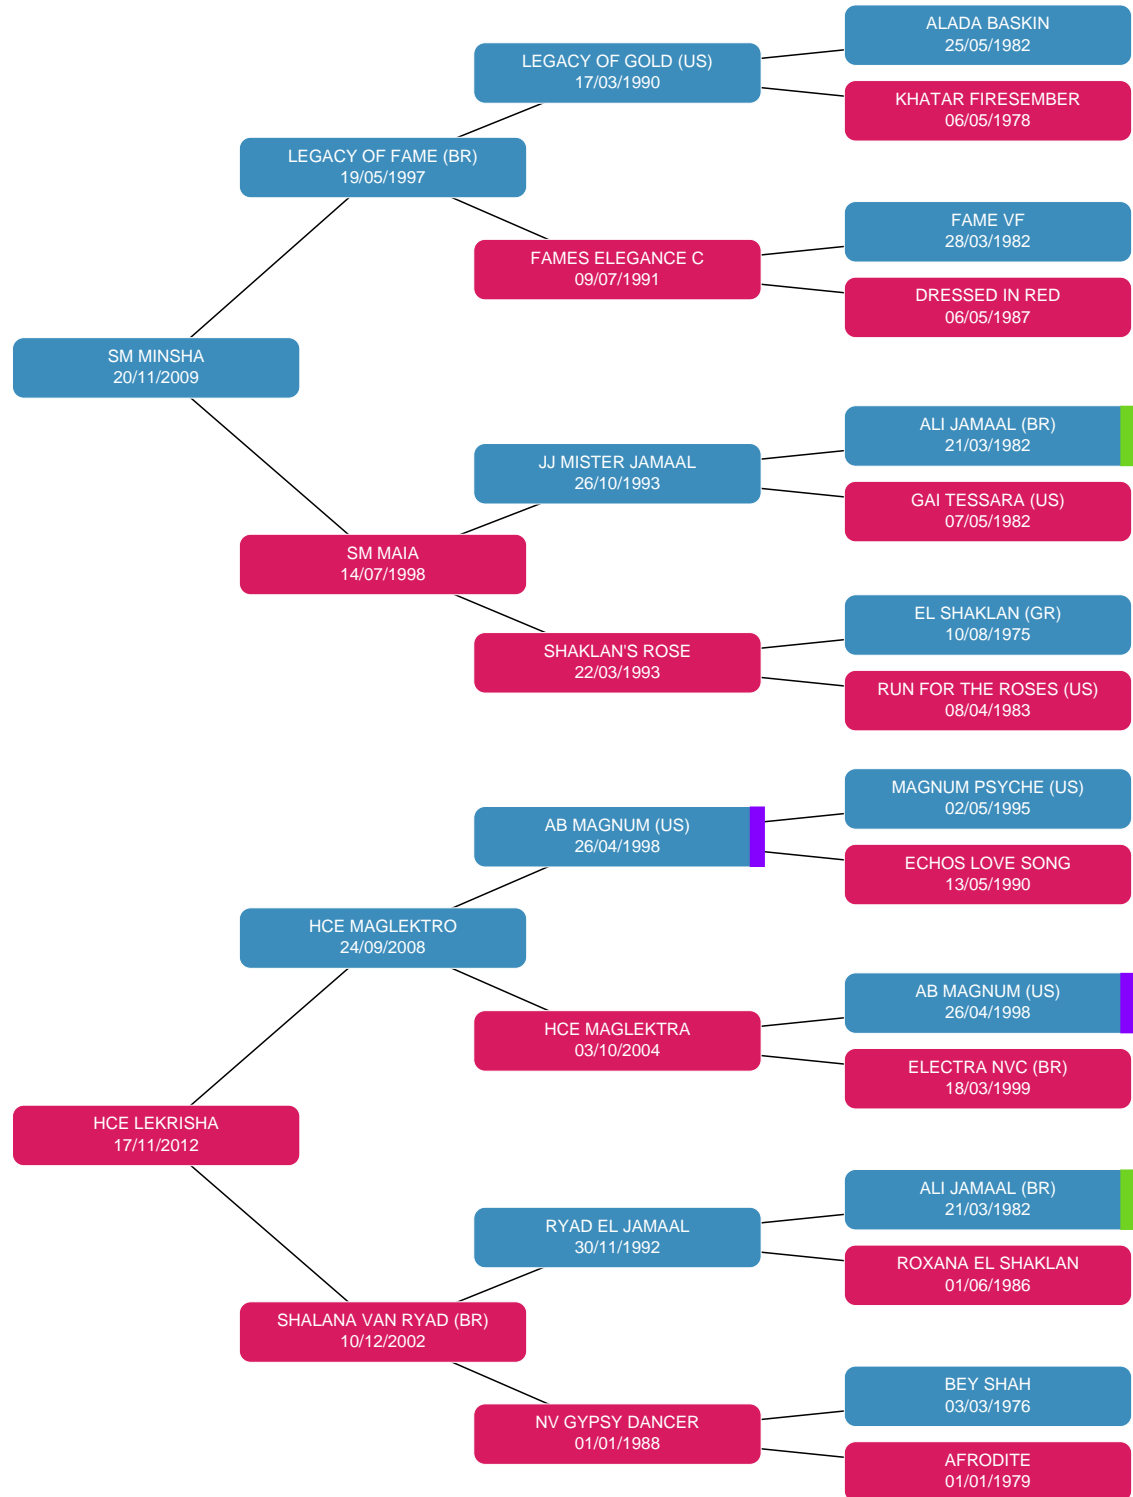 ALADA BASKIN
25/05/1982
LEGACY OF GOLD (US)
17/03/1990
KHATAR FIRESEMBER
06/05/1978
LEGACY OF FAME (BR)
19/05/1997
FAME VF
28/03/1982
FAMES ELEGANCE C
09/07/1991
DRESSED IN RED
06/05/1987
SM MINSHA
20/11/2009
ALI JAMAAL (BR)
21/03/1982
JJ MISTER JAMAAL
26/10/1993
GAI TESSARA (US)
07/05/1982
SM MAIA
14/07/1998
EL SHAKLAN (GR)
10/08/1975
SHAKLAN'S ROSE
22/03/1993
RUN FOR THE ROSES (US)
08/04/1983
MAGNUM PSYCHE (US)
02/05/1995
AB MAGNUM (US)
26/04/1998
ECHOS LOVE SONG
13/05/1990
HCE MAGLEKTRO
24/09/2008
AB MAGNUM (US)
26/04/1998
HCE MAGLEKTRA
03/10/2004
ELECTRA NVC (BR)
18/03/1999
HCE LEKRISHA
17/11/2012
ALI JAMAAL (BR)
21/03/1982
RYAD EL JAMAAL
30/11/1992
ROXANA EL SHAKLAN
01/06/1986
SHALANA VAN RYAD (BR)
10/12/2002
BEY SHAH
03/03/1976
NV GYPSY DANCER
01/01/1988
AFRODITE
01/01/1979